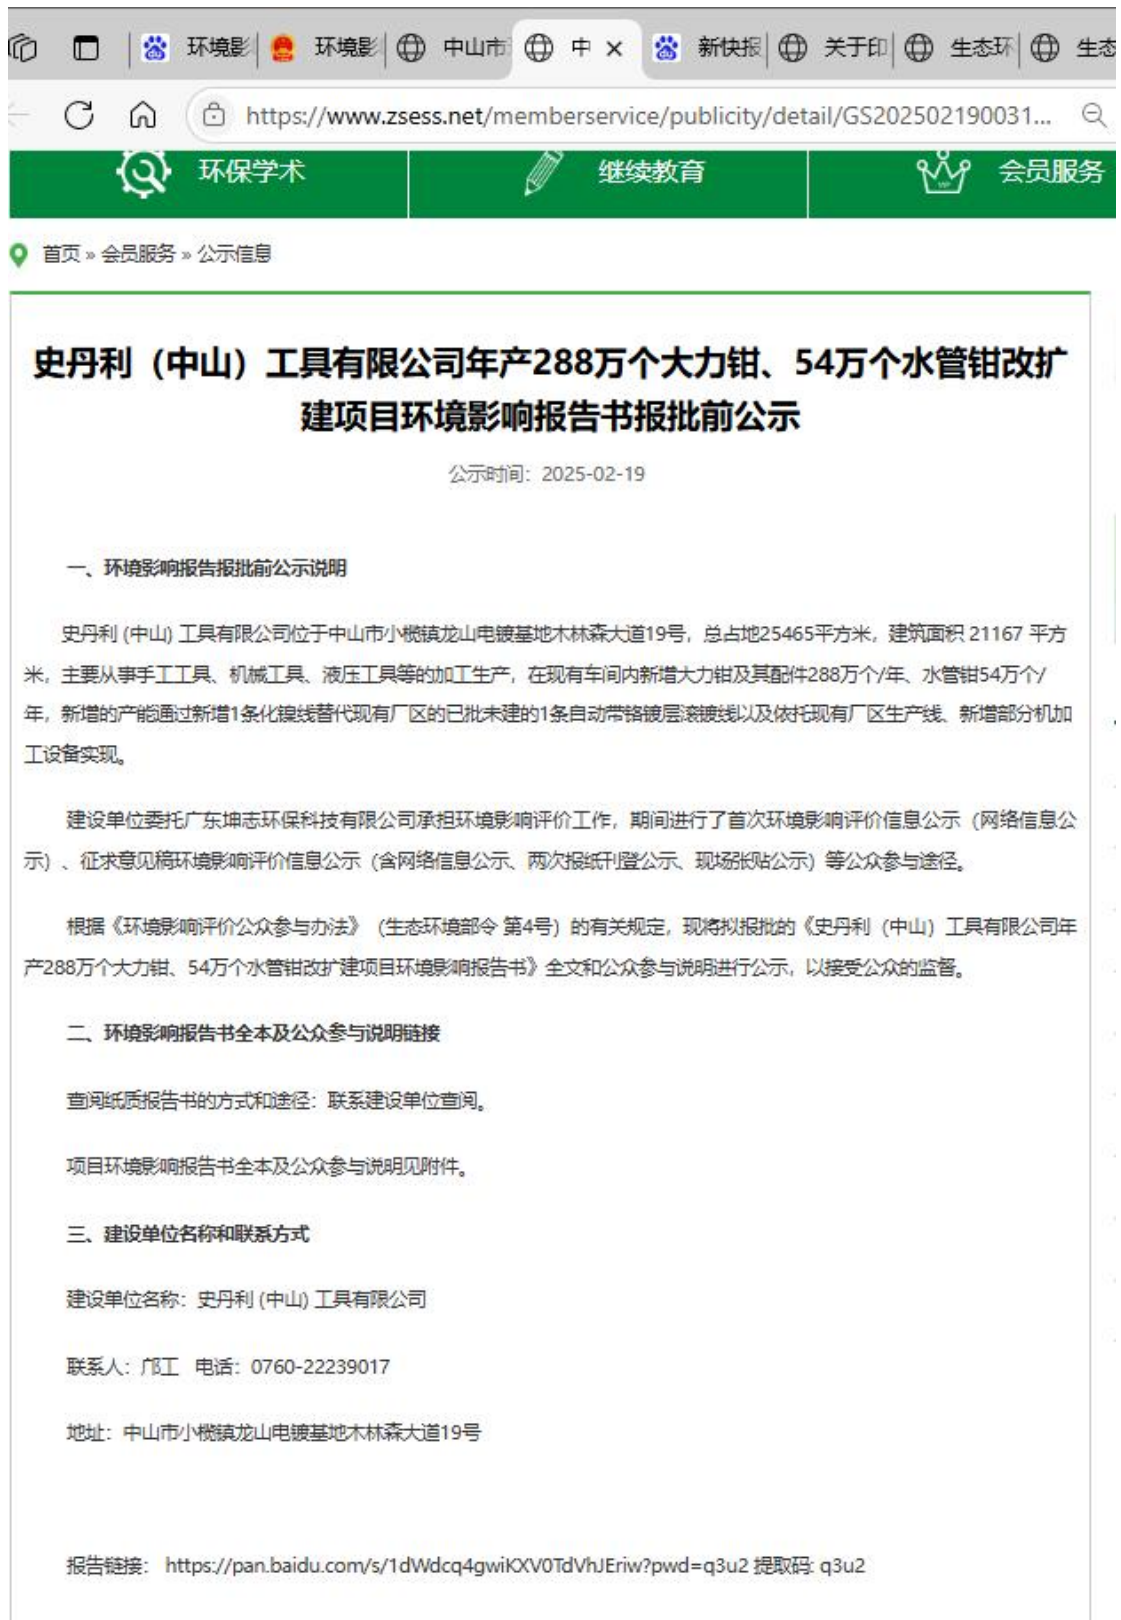 环境影 环境影 中山市 中 新快报 关于印 生态环 生态
https://www.zsess.net/memberservice/publicity/detail/GS202502190031...
环保学术 继续教育 会员服务
首页 » 会员服务 » 公示信息
史丹利（中山）工具有限公司年产288万个大力钳、54万个水管钳改扩
建项目环境影响报告书报批前公示
公示时间：2025-02-19
一、环境影响报告报批前公示说明
史丹利 (中山) 工具有限公司位于中山市小榄镇龙山电镀基地木林森大道19号，总占地25465平方米，建筑面积 21167 平方
米，主要从事手工工具、机械工具、液压工具等的加工生产，在现有车间内新增大力钳及其配件288万个/年、水管钳54万个/
年，新增的产能通过新增1条化镍线替代现有厂区的已批未建的1条自动带铬镀层滚镀线以及依托现有厂区生产线、新增部分机加
工设备实现。
建设单位委托广东坤志环保科技有限公司承担环境影响评价工作，期间进行了首次环境影响评价信息公示（网络信息公
示）、征求意见稿环境影响评价信息公示（含网络信息公示、两次报纸刊登公示、现场张贴公示）等公众参与途径。
根据《环境影响评价公众参与办法》（生态环境部令 第4号）的有关规定，现将拟报批的《史丹利（中山）工具有限公司年
产288万个大力钳、54万个水管钳改扩建项目环境影响报告书》全文和公众参与说明进行公示，以接受公众的监督。
二、环境影响报告书全本及公众参与说明链接
查阅纸质报告书的方式和途径：联系建设单位查阅。
项目环境影响报告书全本及公众参与说明见附件。
三、建设单位名称和联系方式
建设单位名称：史丹利 (中山) 工具有限公司
联系人：邝工 电话：0760-22239017
地址：中山市小榄镇龙山电镀基地木林森大道19号
报告链接： https://pan.baidu.com/s/1dWdcq4gwiKXV0TdVhJEriw?pwd=q3u2 提取码: q3u2